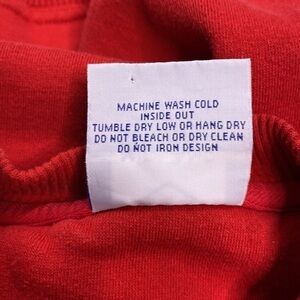 MACHINE WASH COLD
INSIDE OUT
TUMBLE DRY LOW OR HANG DRY
DO NOT BLEACH OR DRY CLEAN
DO NOT IRON DESIGN